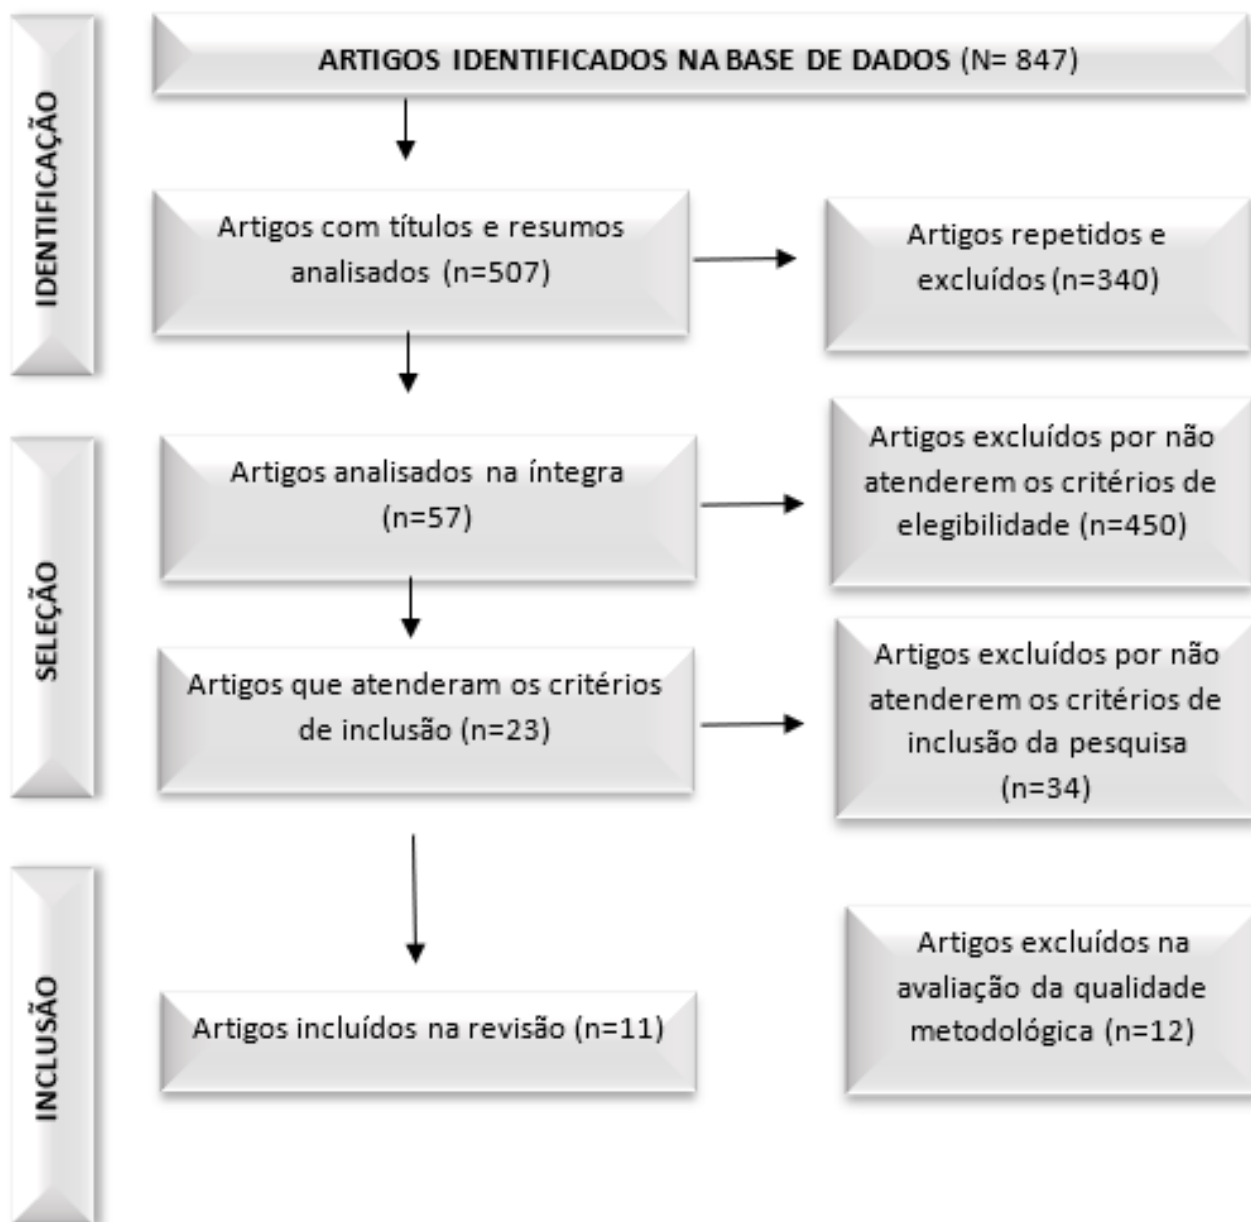 IDENTIFICAÇÃO
ARTIGOS IDENTIFICADOS NA BASE DE DADOS (N= 847)
Artigos com títulos e resumos
analisados (n=507)
Artigos repetidos e
excluídos (n=340)
SELEÇÃO
Artigos analisados na íntegra
(n=57)
Artigos excluídos por não
atenderem os critérios de
elegibilidade (n=450)
Artigos que atenderam os critérios
de inclusão (n=23)
Artigos excluídos por não
atenderem os critérios de
inclusão da pesquisa
(n=34)
INCLUSÃO
Artigos incluídos na revisão (n=11)
Artigos excluídos na
avaliação da qualidade
metodológica (n=12)